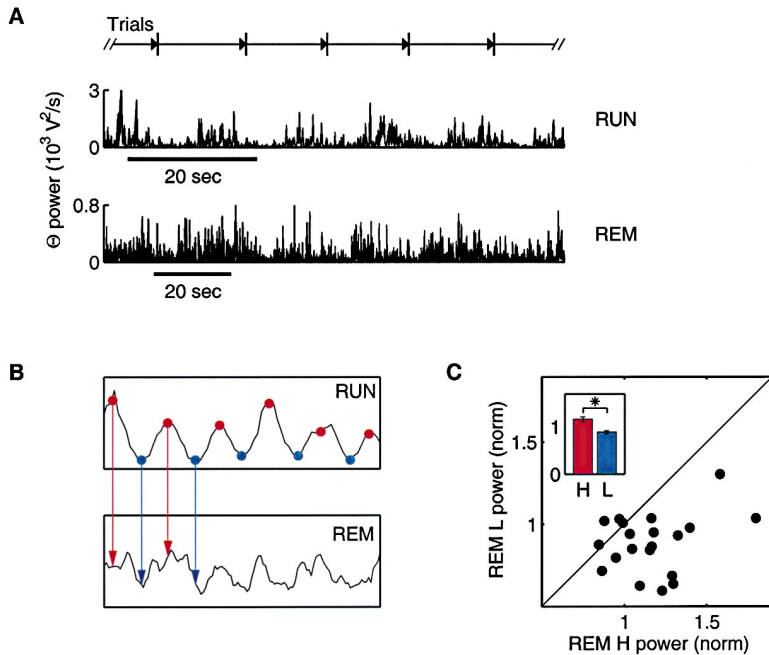 A
Trials
3
0
Θ power (10³ V²/s)
RUN
20 sec
0.8
0
REM
20 sec
B
RUN
REM
C
REM L power (norm)
1.5
1
1
0
*
H L
1 1.5
REM H power (norm)